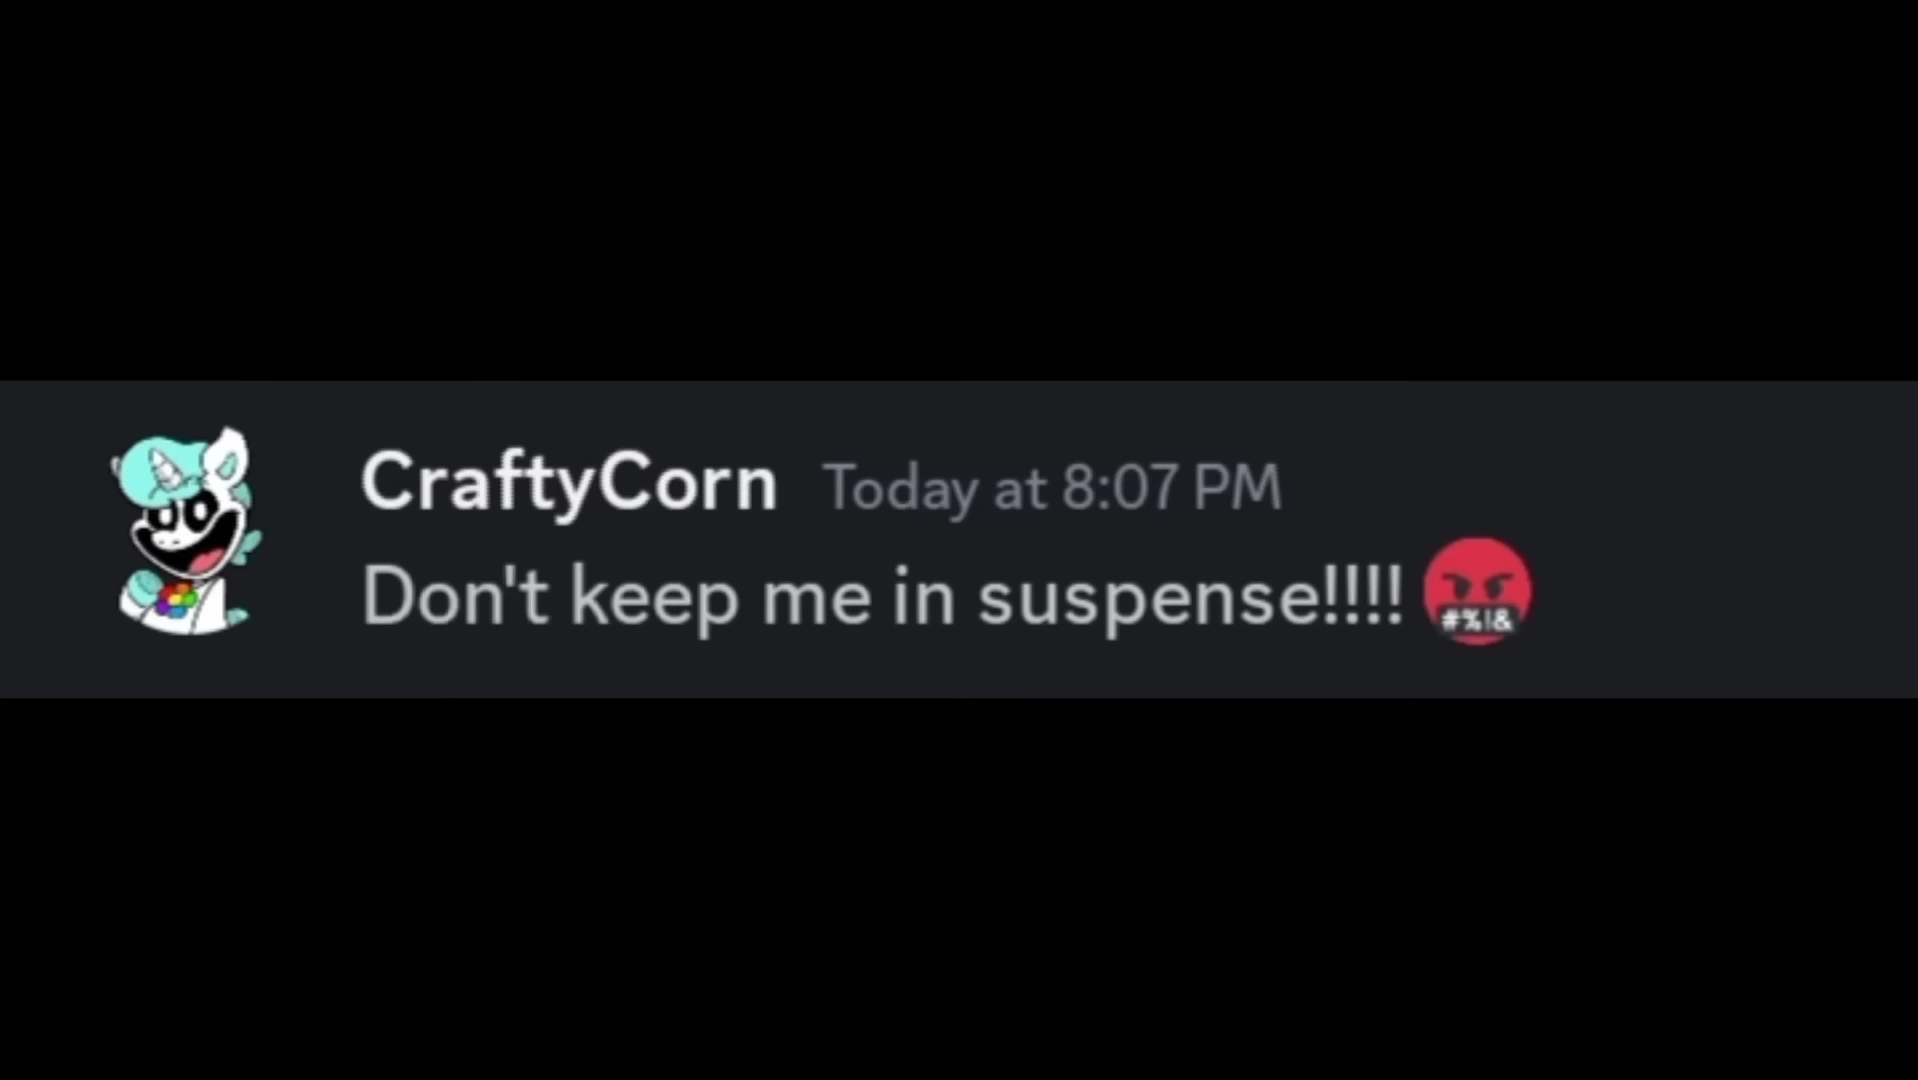 CraftyCorn Today at 8:07 PM
Don't keep me in suspense!!!! 🤬